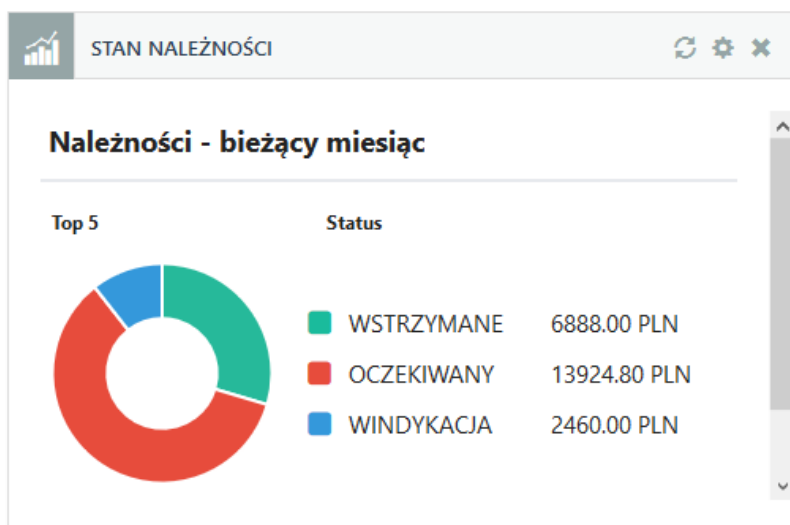 STAN NALEŻNOŚCI
Należności - bieżący miesiąc
Top 5 Status
WSTRZYMANE 6888.00 PLN
OCZEKIWANY 13924.80 PLN
WINDYKACJA 2460.00 PLN